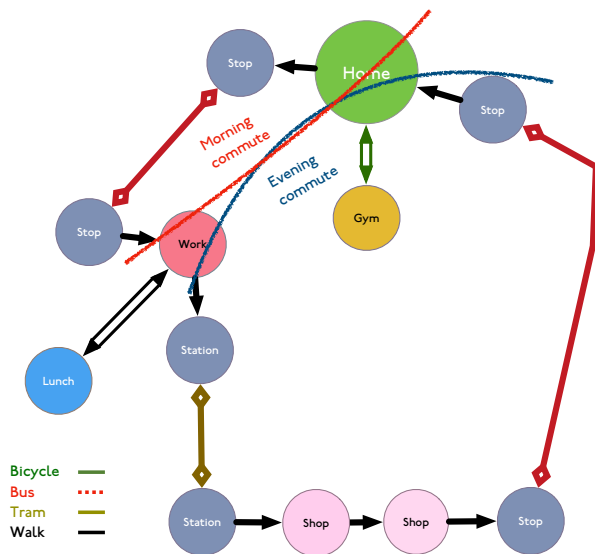 Stop
Home
Stop
Morning
commute
Evening
commute
Gym
Stop
Work
Station
Lunch
Bicycle
Bus
Tram
Walk
Station
Shop
Shop
Stop